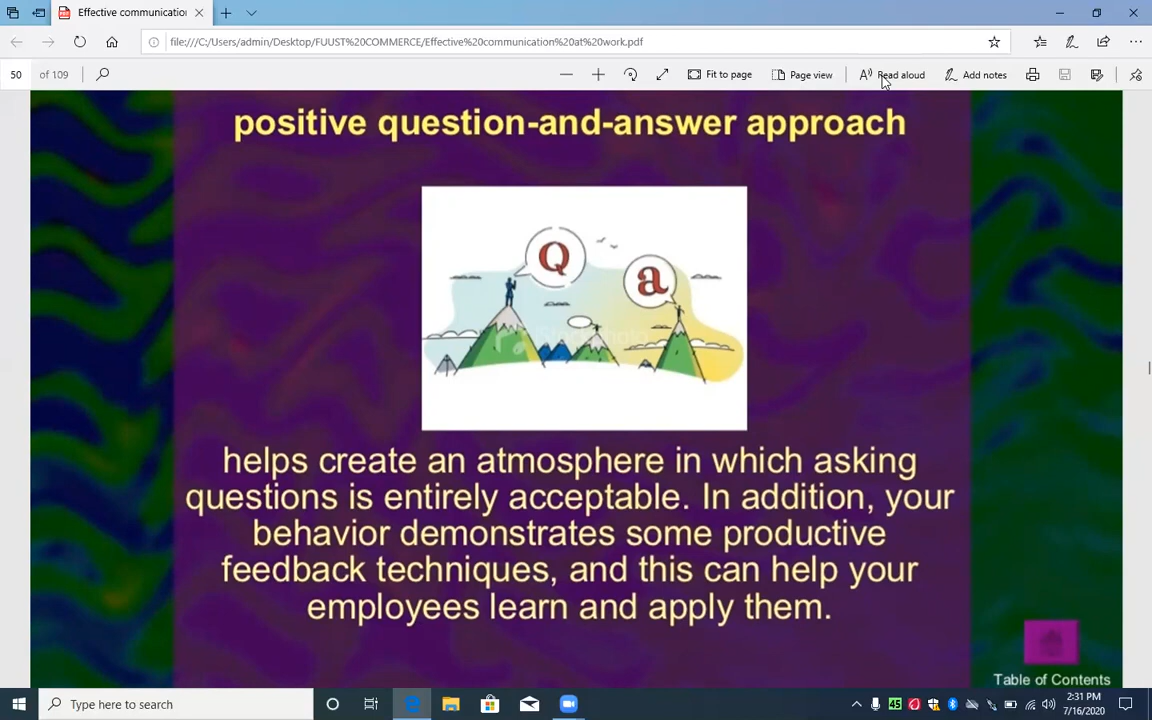 Effective communication
file:///C:/Users/admin/Desktop/FUUST%20COMMERCE/Effective%20communication%20at%20work.pdf
50 of 109
Fit to page
Page view
Read aloud
Add notes
positive question-and-answer approach
Q
a
helps create an atmosphere in which asking
questions is entirely acceptable. In addition, your
behavior demonstrates some productive
feedback techniques, and this can help your
employees learn and apply them.
Table of Contents
Type here to search
45
2:31 PM
7/16/2020